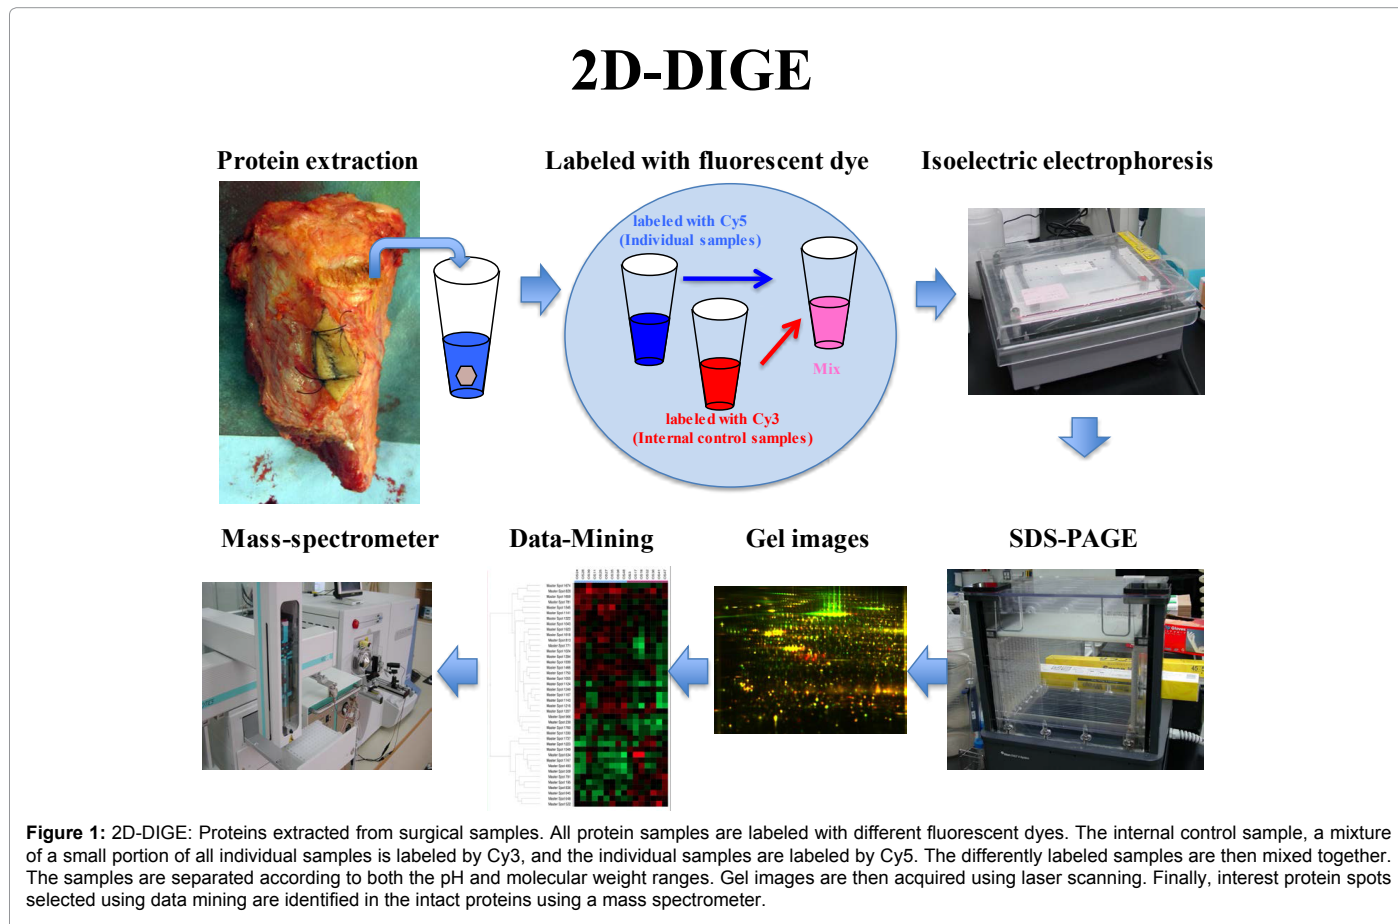 2D-DIGE
Protein extraction
Labeled with fluorescent dye
Isoelectric electrophoresis
labeled with Cy5
(Individual samples)
Mix
labeled with Cy3
(Internal control samples)
Mass-spectrometer
Data-Mining
Gel images
SDS-PAGE
Figure 1: 2D-DIGE: Proteins extracted from surgical samples. All protein samples are labeled with different fluorescent dyes. The internal control sample, a mixture
of a small portion of all individual samples is labeled by Cy3, and the individual samples are labeled by Cy5. The differently labeled samples are then mixed together.
The samples are separated according to both the pH and molecular weight ranges. Gel images are then acquired using laser scanning. Finally, interest protein spots
selected using data mining are identified in the intact proteins using a mass spectrometer.